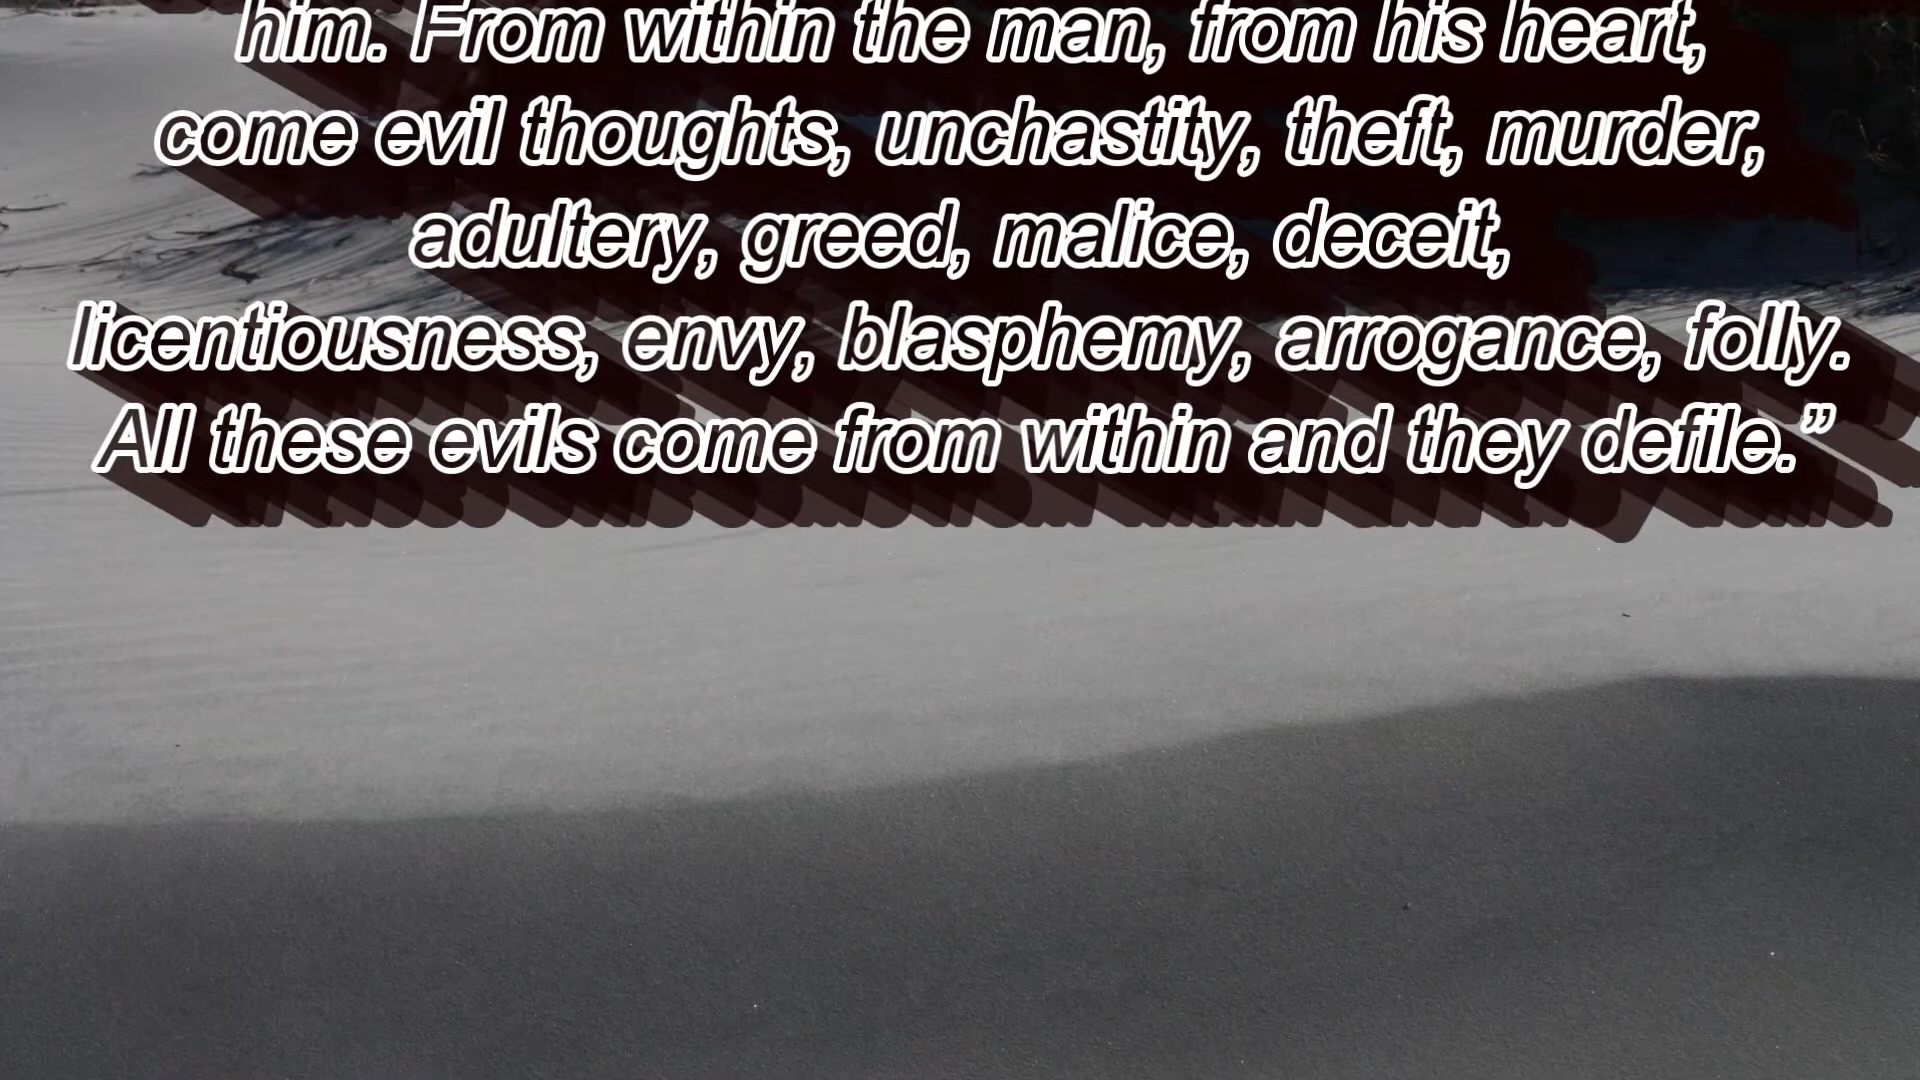 him. From within the man, from his heart,
come evil thoughts, unchastity, theft, murder,
adultery, greed, malice, deceit,
licentiousness, envy, blasphemy, arrogance, folly.
All these evils come from within and they defile.”